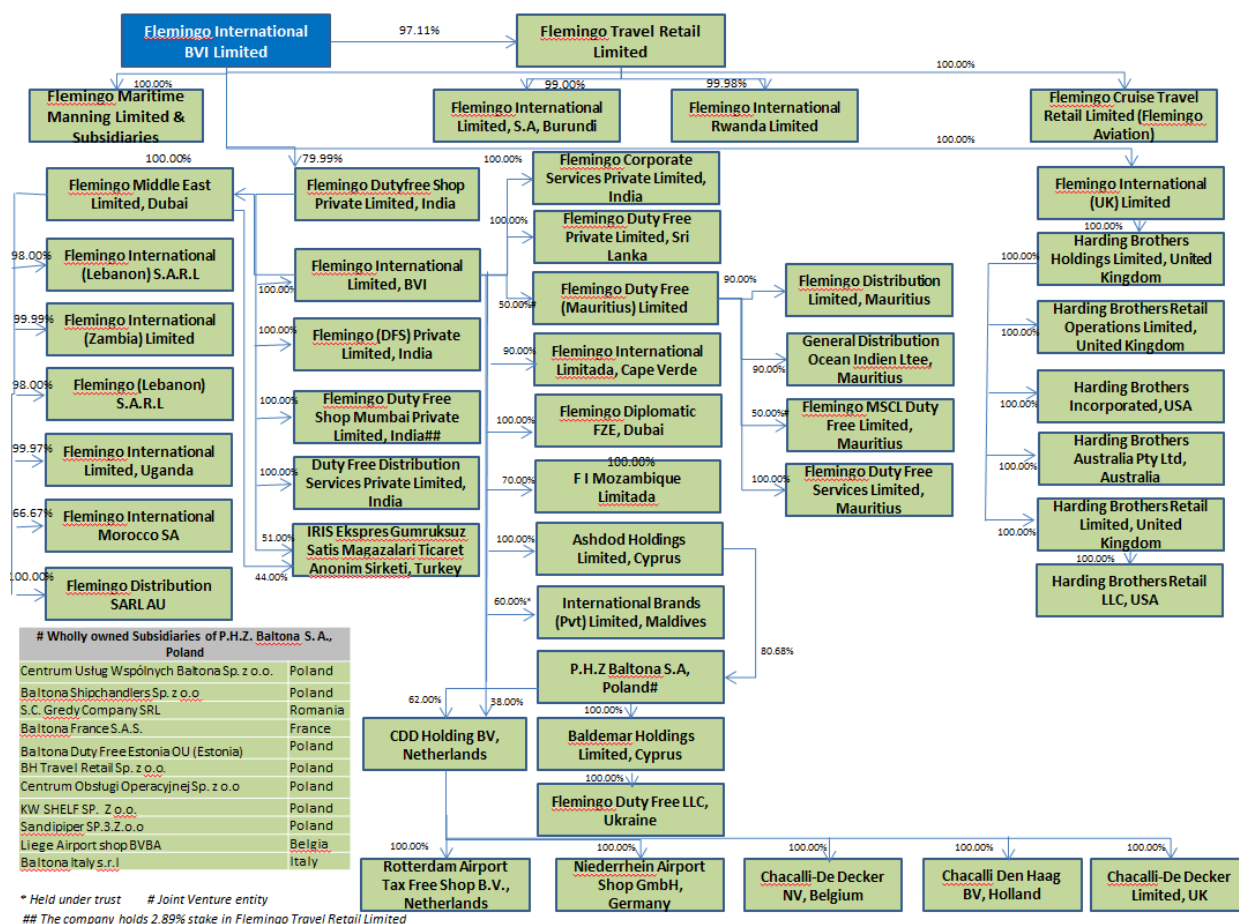 Flemingo International
BVI Limited
97.11%
Flemingo Travel Retail
Limited
100.00%
99.00%
99.98%
100.00%
Flemingo Maritime
Manning Limited &
Subsidiaries
Flemingo International
Limited, S.A, Burundi
Flemingo International
Rwanda Limited
Flemingo Cruise Travel
Retail Limited (Flemingo
Aviation)
100.00%
79.99%
100.00%
100.00%
Flemingo Middle East
Limited, Dubai
Flemingo Dutyfree Shop
Private Limited, India
Flemingo Corporate
Services Private Limited,
India
Flemingo International
(UK) Limited
100.00%
100.00%
Flemingo Duty Free
Private Limited, Sri
Lanka
98.00%
Flemingo International
(Lebanon) S.A.R.L
100.00%
Flemingo International
Limited, BVI
50.00%#
Flemingo Duty Free
(Mauritius) Limited
90.00%
Flemingo Distribution
Limited, Mauritius
100.00%
Harding Brothers
Holdings Limited, United
Kingdom
99.99%
Flemingo International
(Zambia) Limited
100.00%
Flemingo (DFS) Private
Limited, India
90.00%
Flemingo International
Limitada, Cape Verde
90.00%
General Distribution
Ocean Indien Ltee,
Mauritius
100.00%
Harding Brothers Retail
Operations Limited,
United Kingdom
98.00%
Flemingo (Lebanon)
S.A.R.L
100.00%
Flemingo Duty Free
Shop Mumbai Private
Limited, India##
100.00%
Flemingo Diplomatic
FZE, Dubai
50.00%#
Flemingo MSCL Duty
Free Limited,
Mauritius
100.00%
Harding Brothers
Incorporated, USA
99.97%
Flemingo International
Limited, Uganda
100.00%
Duty Free Distribution
Services Private Limited,
India
70.00%
100.00%
F I Mozambique
Limitada
100.00%
Flemingo Duty Free
Services Limited,
Mauritius
100.00%
Harding Brothers
Australia Pty Ltd,
Australia
66.67%
Flemingo International
Morocco SA
51.00%
44.00%
IRIS Ekspres Gumruksuz
Satis Magazalari Ticaret
Anonim Sirketi, Turkey
100.00%
Ashdod Holdings
Limited, Cyprus
100.00%
Harding Brothers Retail
Limited, United
Kingdom
100.00%
100.00%
Flemingo Distribution
SARL AU
60.00%*
International Brands
(Pvt) Limited, Maldives
Harding Brothers Retail
LLC, USA
80.68%
P.H.Z Baltona S.A,
Poland#
62.00%
38.00%
100.00%
CDD Holding BV,
Netherlands
Baldemar Holdings
Limited, Cyprus
100.00%
Flemingo Duty Free LLC,
Ukraine
100.00%
100.00%
100.00%
100.00%
100.00%
Rotterdam Airport
Tax Free Shop B.V.,
Netherlands
Niederrhein Airport
Shop GmbH,
Germany
Chacalli-De Decker
NV, Belgium
Chacalli Den Haag
BV, Holland
Chacalli-De Decker
Limited, UK
# Wholly owned Subsidiaries of P.H.Z. Baltona S. A.,
Poland
Centrum Usług Wspólnych Baltona Sp. z o.o. Poland
Baltona Shipchandlers Sp. z o.o Poland
S.C. Gredy Company SRL Romania
Baltona France S.A.S. France
Baltona Duty Free Estonia OU (Estonia) Poland
BH Travel Retail Sp. z o.o. Poland
Centrum Obsługi Operacyjnej Sp. z o.o Poland
KW SHELF SP. Z o.o. Poland
Sandipiper SP.3.Z.o.o Poland
Liege Airport shop BVBA Belgia
Baltona Italy s.r.l Italy
* Held under trust # Joint Venture entity
## The company holds 2.89% stake in Flemingo Travel Retail Limited